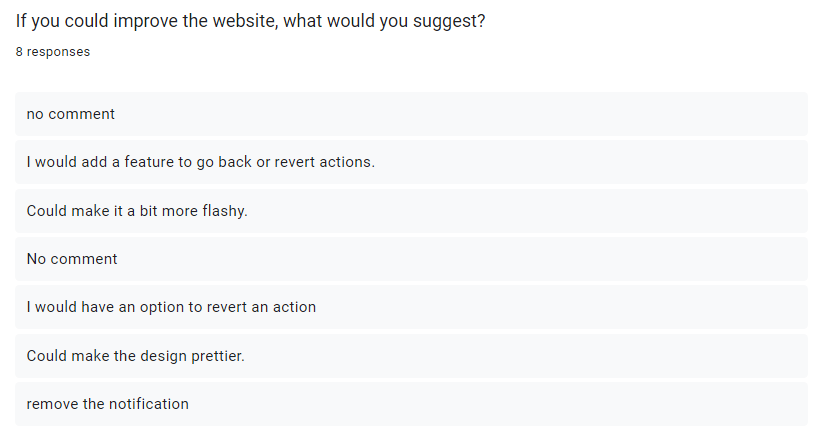 If you could improve the website, what would you suggest?
8 responses
no comment
I would add a feature to go back or revert actions.
Could make it a bit more flashy.
No comment
I would have an option to revert an action
Could make the design prettier.
remove the notification